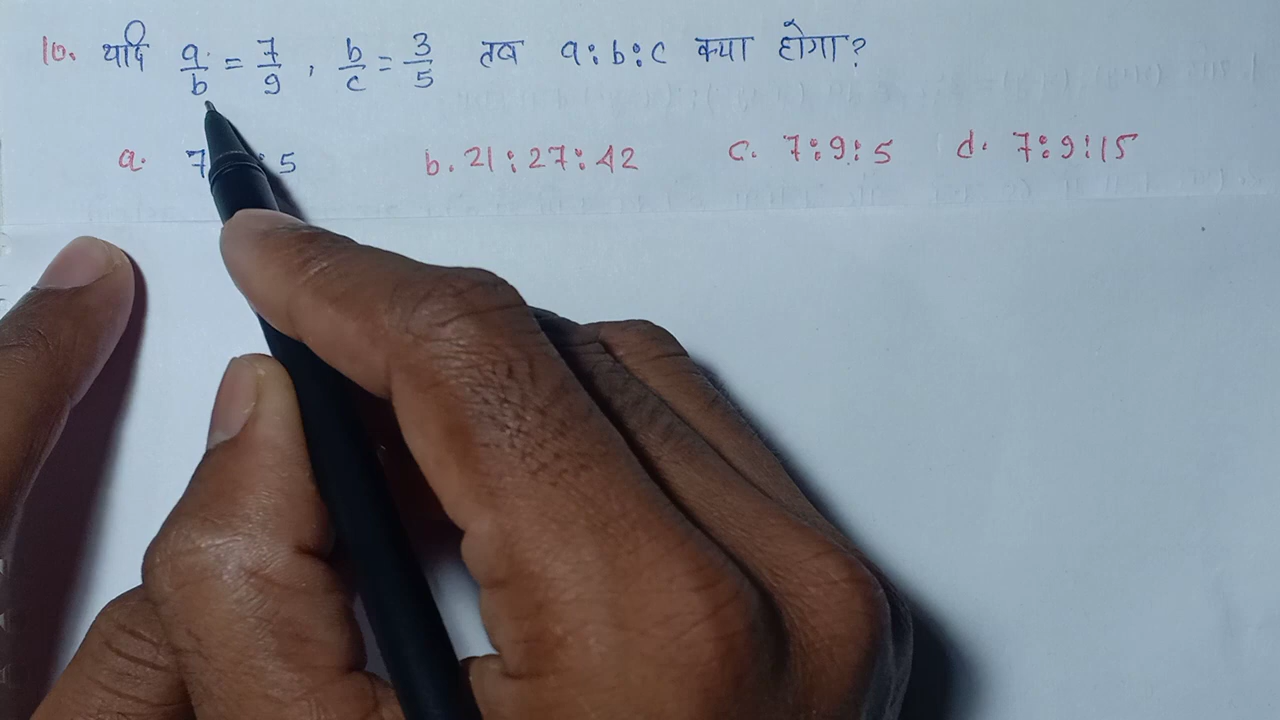 10. यदि a/b = 7/9 , b/c = 3/5 तब a:b:c क्या होगा?
a. 7 : 5 b. 21:27:42 c. 7:9:5 d. 7:9:15